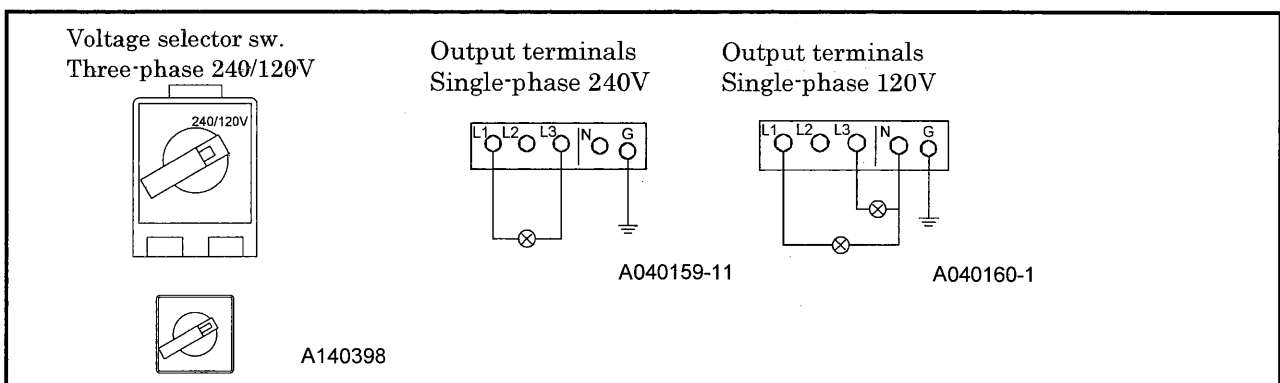 Voltage selector sw.
Three-phase 240/120V
240/120V
A140398
Output terminals
Single-phase 240V
L1 L2 L3 N G
A040159-11
Output terminals
Single-phase 120V
L1 L2 L3 N G
A040160-1